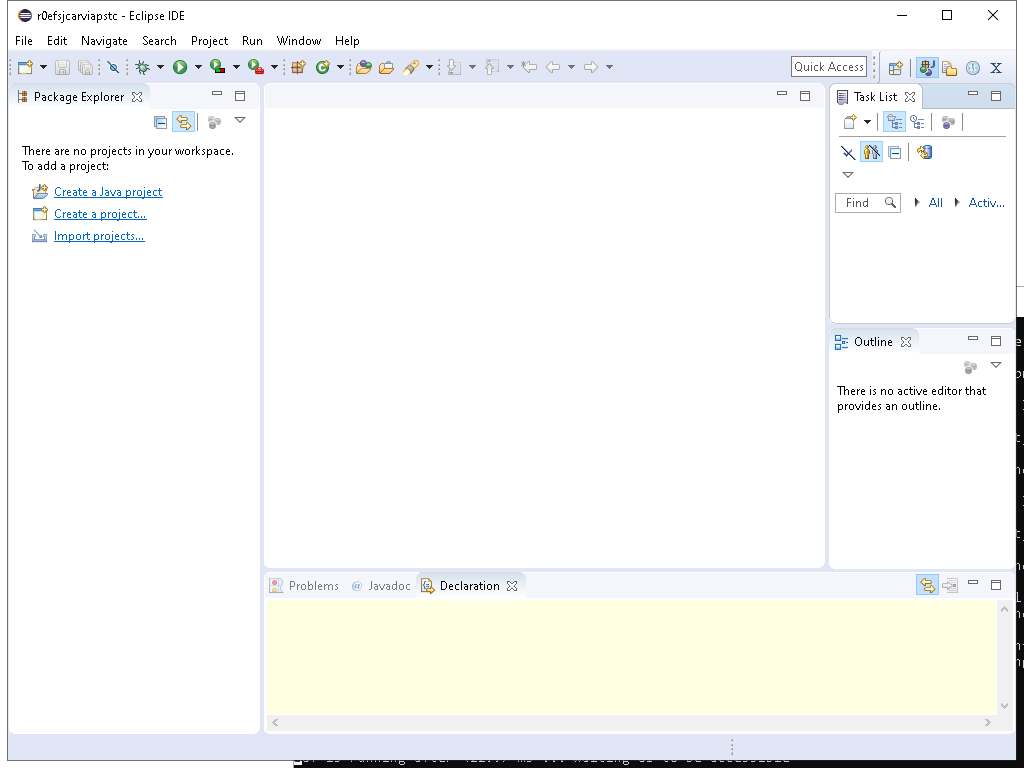 r0efsjcarviapstc - Eclipse IDE
File Edit Navigate Search Project Run Window Help
Quick Access
Package Explorer
There are no projects in your workspace.
To add a project:
Create a Java project
Create a project...
Import projects...
Task List
Find
All
Activ...
Outline
There is no active editor that
provides an outline.
Problems
@ Javadoc
Declaration